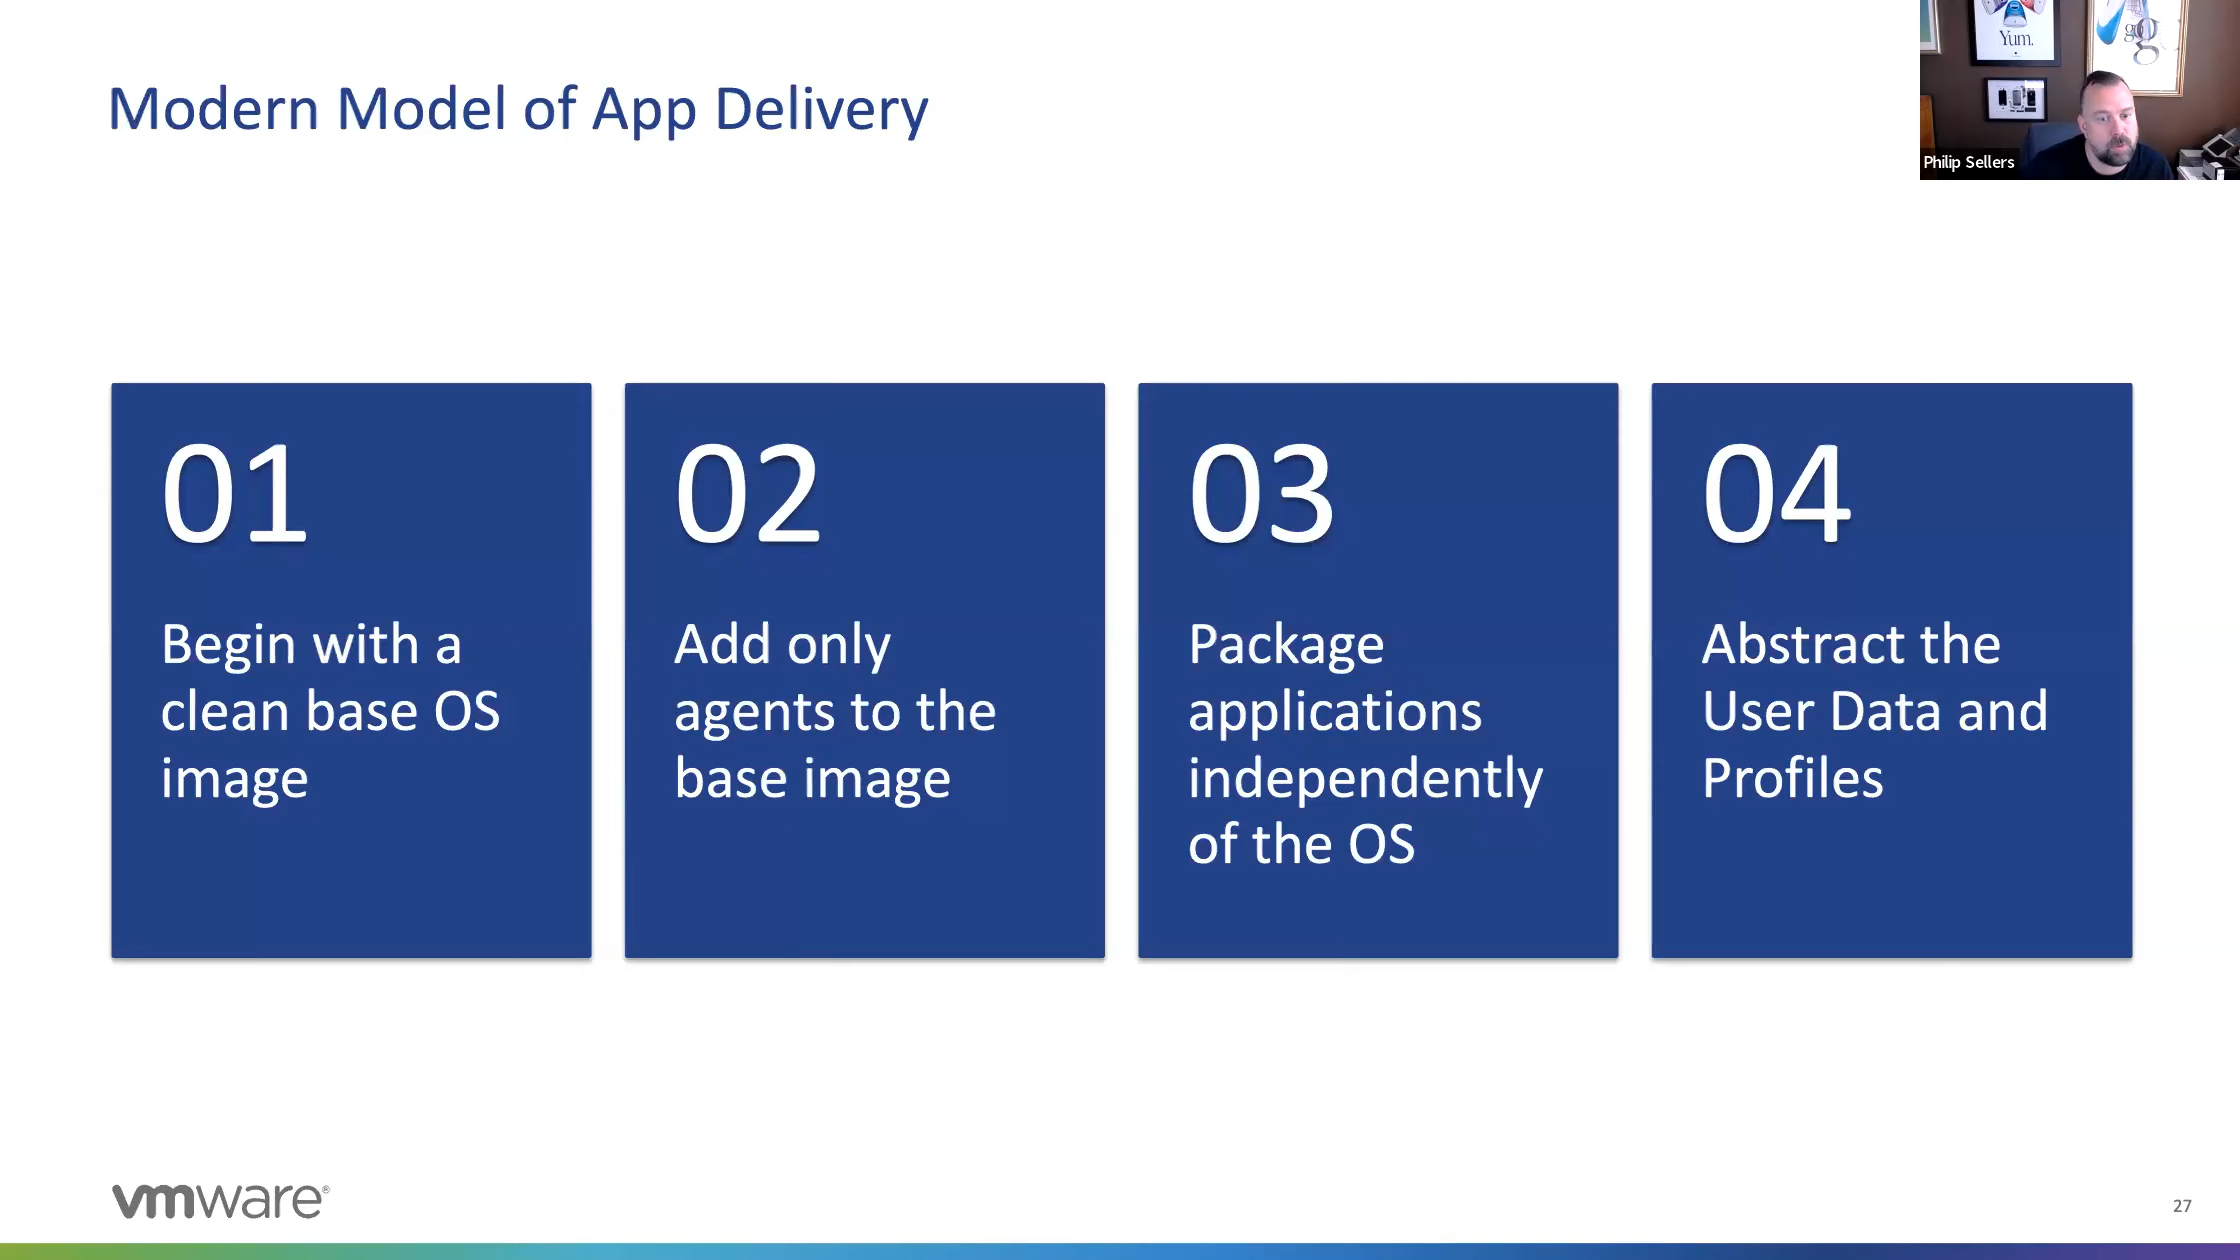 Modern Model of App Delivery
Yum.
Philip Sellers
01
Begin with a
clean base OS
image
02
Add only
agents to the
base image
03
Package
applications
independently
of the OS
04
Abstract the
User Data and
Profiles
vmware®
27